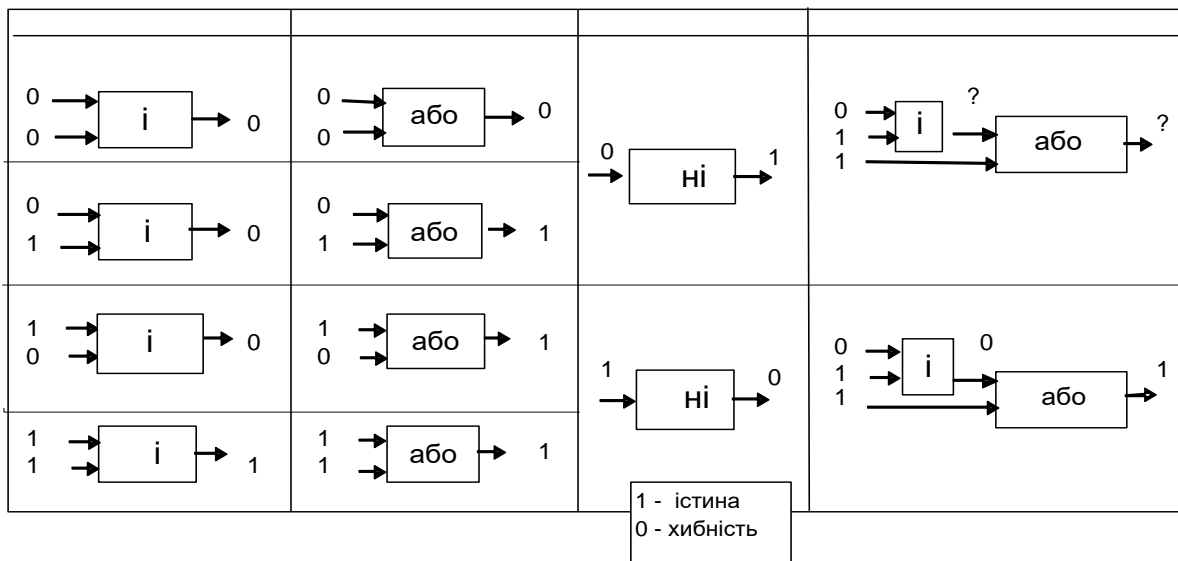 0 і 0
0
0 або 0
0
0 ні 1
0 і ?
1 або ?
1
0 і 0
1
0 або 1
1
1 і 0
0
1 або 1
0
1 ні 0
0 і 0
1 або 1
1
1 і 1
1
1 або 1
1
1 - істина
0 - хибність